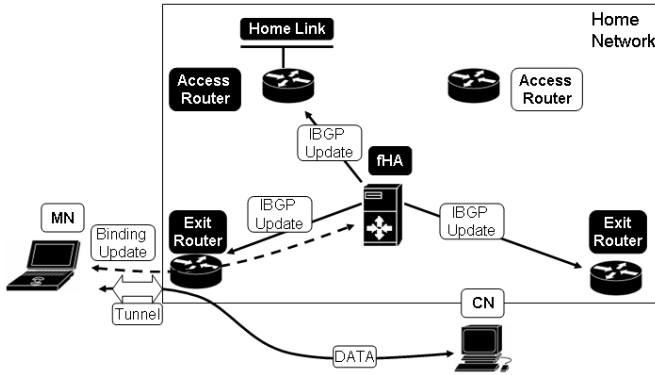 Home
Network
Home Link
Access
Router
Access
Router
IBGP
Update
fHA
MN
Binding
Update
Exit
Router
IBGP
Update
IBGP
Update
Exit
Router
Tunnel
CN
DATA